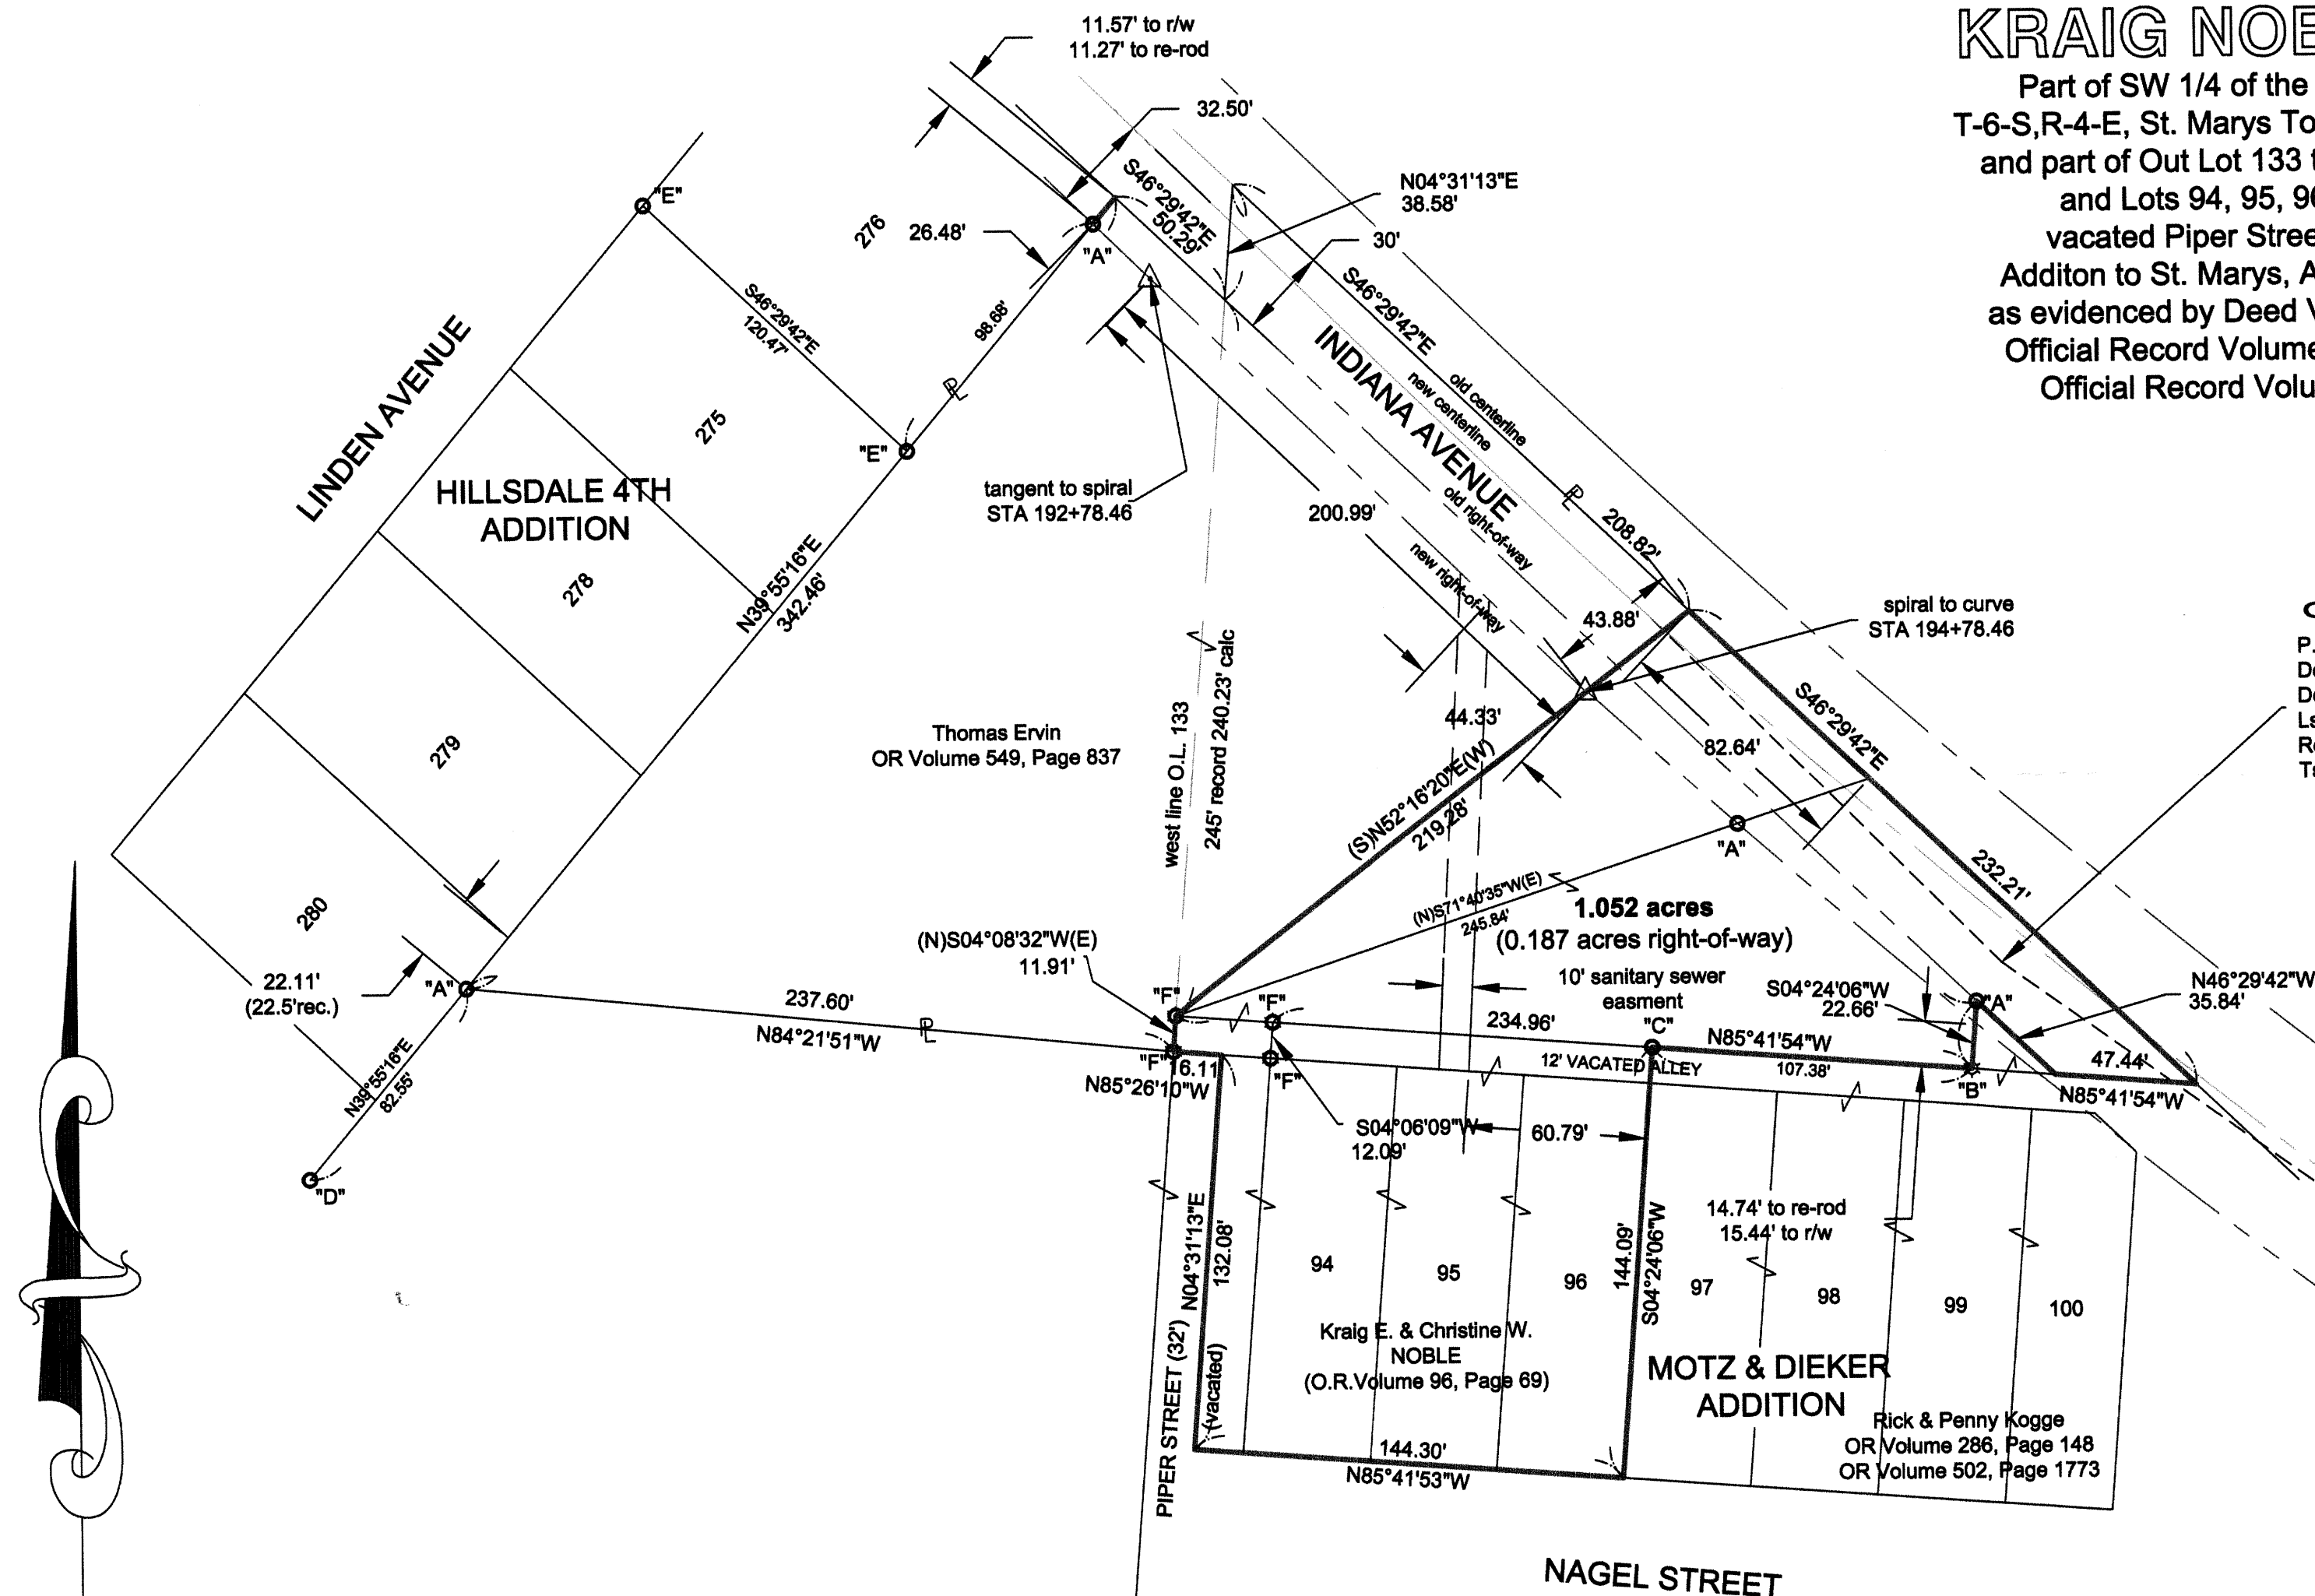 KRAIG
Part of SW 1/4 of the
T-6-S,R-4-E, St. Marys
and part of Out Lot 133
and Lots 94, 95,
vacated Piper
Additon to St. Marys,
as evidenced by Deed
Official Record
Official Record
11.57' to r/w
11.27' to re-rod
32.50'
S46°29'42"E
50.29'
N04°31'13"E
38.58'
30'
"E"
276
26.48'
"A"
S46°29'42"E
120.47'
98.68'
PL
S46°29'42"E
old centerline
new centerline
INDIANA AVENUE
old right-of-way
new right-of-way
PL
208.82'
LINDEN AVENUE
275
"E"
HILLSDALE 4TH
ADDITION
tangent to spiral
STA 192+78.46
200.99'
278
N39°55'16"E
342.46'
43.88'
spiral to curve
STA 194+78.46
279
Thomas Ervin
OR Volume 549, Page 837
west line O.L. 133
245' record 240.23' calc
44.33'
(S)N52°16'20"E(W)
219.28'
82.64'
S46°29'42"E
232.21'
"A"
280
(N)S71°40'35"W(E)
245.84'
1.052 acres
(0.187 acres right-of-way)
(N)S04°08'32"W(E)
11.91'
22.11'
(22.5'rec.)
"A"
237.60'
N84°21'51"W
PL
"F"
"F"
10' sanitary sewer
easment
234.96'
"C"
S04°24'06"W
22.66'
"A"
N46°29'42"W
35.84'
N85°41'54"W
107.38'
12' VACATED ALLEY
"B"
47.44'
N85°41'54"W
"F"
16.11
N85°26'10"W
"F"
N39°55'16"E
82.55'
"D"
S04°06'09"W
12.09'
60.79'
14.74' to re-rod
15.44' to r/w
PIPER STREET (32')
(vacated)
N04°31'13"E
132.08'
94
95
96
144.09'
S04°24'06"W
97
98
99
100
Kraig E. & Christine W.
NOBLE
(O.R.Volume 96, Page 69)
MOTZ & DIEKER
ADDITION
Rick & Penny Kogge
OR Volume 286, Page 148
OR Volume 502, Page 1773
144.30'
N85°41'53"W
NAGEL STREET